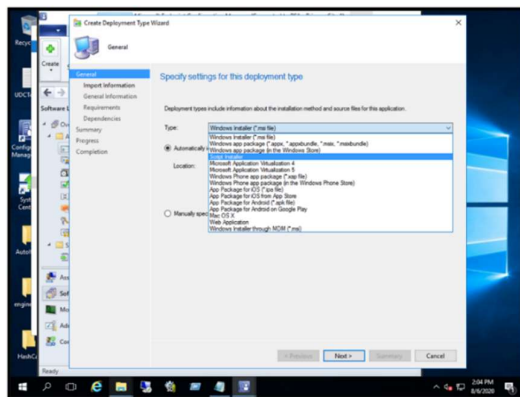 Create Deployment Type Wizard
General
Recyc
Create
UDCT
Software L
General
Import Information
General Information
Requirements
Dependencies
Summary
Progress
Completion
Specify settings for this deployment type
Deployment types include information about the installation method and source files for this application.
Type:
Windows Installer (*.msi file)
Windows Installer (*.msi file)
Windows app package (*.appx, *.appxbundle, *.msix, *.msixbundle)
Windows app package (in the Windows Store)
Script Installer
Microsoft Application Virtualization 4
Microsoft Application Virtualization 5
Windows Phone app package (*.xap file)
Windows Phone app package (in the Windows Phone Store)
App Package for iOS (*.ipa file)
App Package for iOS from App Store
App Package for Android (*.apk file)
App Package for Android on Google Play
Mac OS X
Web Application
Windows Installer through MDM (*.msi)
Automatically
Location:
Manually spec
< Previous
Next >
Summary
Cancel
Ready
2:04 PM